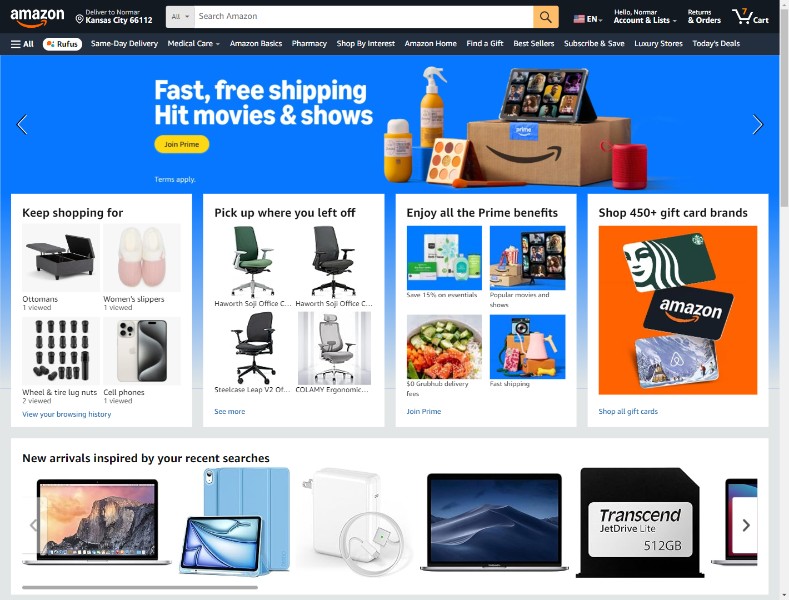 amazon
Deliver to Normar
Kansas City 66112
All
Search Amazon
EN
Hello, Normar
Account & Lists
Returns
& Orders
7
Cart
All
Rufus
Same-Day Delivery
Medical Care
Amazon Basics
Pharmacy
Shop By Interest
Amazon Home
Find a Gift
Best Sellers
Subscribe & Save
Luxury Stores
Today's Deals
Fast, free shipping
Hit movies & shows
Join Prime
Terms apply.
prime
Keep shopping for
Ottomans
1 viewed
Women's slippers
1 viewed
Wheel & tire lug nuts
2 viewed
Cell phones
1 viewed
View your browsing history
Pick up where you left off
Haworth Soji Office C...
Haworth Soji Office C...
Steelcase Leap V2 Of...
COLAMY Ergonomic...
See more
Enjoy all the Prime benefits
Save 15% on essentials
Popular movies and
shows
$0 Grubhub delivery
fees
Fast shipping
Join Prime
Shop 450+ gift card brands
amazon
Shop all gift cards
New arrivals inspired by your recent searches
Transcend
JetDrive Lite
512GB